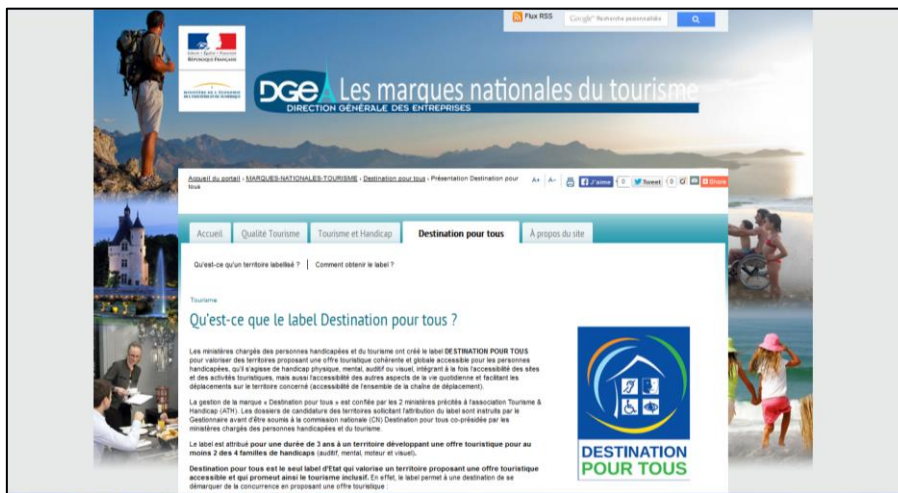 Flux RSS
Google™ Recherche personnalisée
Liberté • Égalité • Fraternité
RÉPUBLIQUE FRANÇAISE
DGE Les marques nationales du tourisme
DIRECTION GÉNÉRALE DES ENTREPRISES
Accueil du portail › MARQUES-NATIONALES-TOURISME › Destination pour tous › Présentation Destination pour
tous
A+ A- J'aime 0 Tweet 0 Share
Accueil Qualité Tourisme Tourisme et Handicap Destination pour tous À propos du site
Qu'est-ce qu'un territoire labellisé ? Comment obtenir le label ?
Tourisme
Qu'est-ce que le label Destination pour tous ?
Les ministères chargés des personnes handicapées et du tourisme ont créé le label DESTINATION POUR TOUS
pour valoriser des territoires proposant une offre touristique cohérente et globale accessible pour les personnes
handicapées, qu'il s'agisse de handicap physique, mental, auditif ou visuel, intégrant à la fois l'accessibilité des sites
et des activités touristiques, mais aussi l'accessibilité des autres aspects de la vie quotidienne et facilitant les
déplacements sur le territoire concerné (accessibilité de l'ensemble de la chaîne de déplacement).
La gestion de la marque « Destination pour tous » est confiée par les 2 ministères précités à l'association Tourisme &
Handicap (ATH). Les dossiers de candidature des territoires sollicitant l'attribution du label sont instruits par le
Gestionnaire avant d'être soumis à la commission nationale (CN) Destination pour tous co-présidée par les
ministères chargés des personnes handicapées et du tourisme.
Le label est attribué pour une durée de 3 ans à un territoire développant une offre touristique pour au
moins 2 des 4 familles de handicaps (auditif, mental, moteur et visuel).
Destination pour tous est le seul label d'Etat qui valorise un territoire proposant une offre touristique
accessible et qui promeut ainsi le tourisme inclusif. En effet, le label permet à une destination de se
démarquer de la concurrence en proposant une offre touristique :
DESTINATION
POUR TOUS